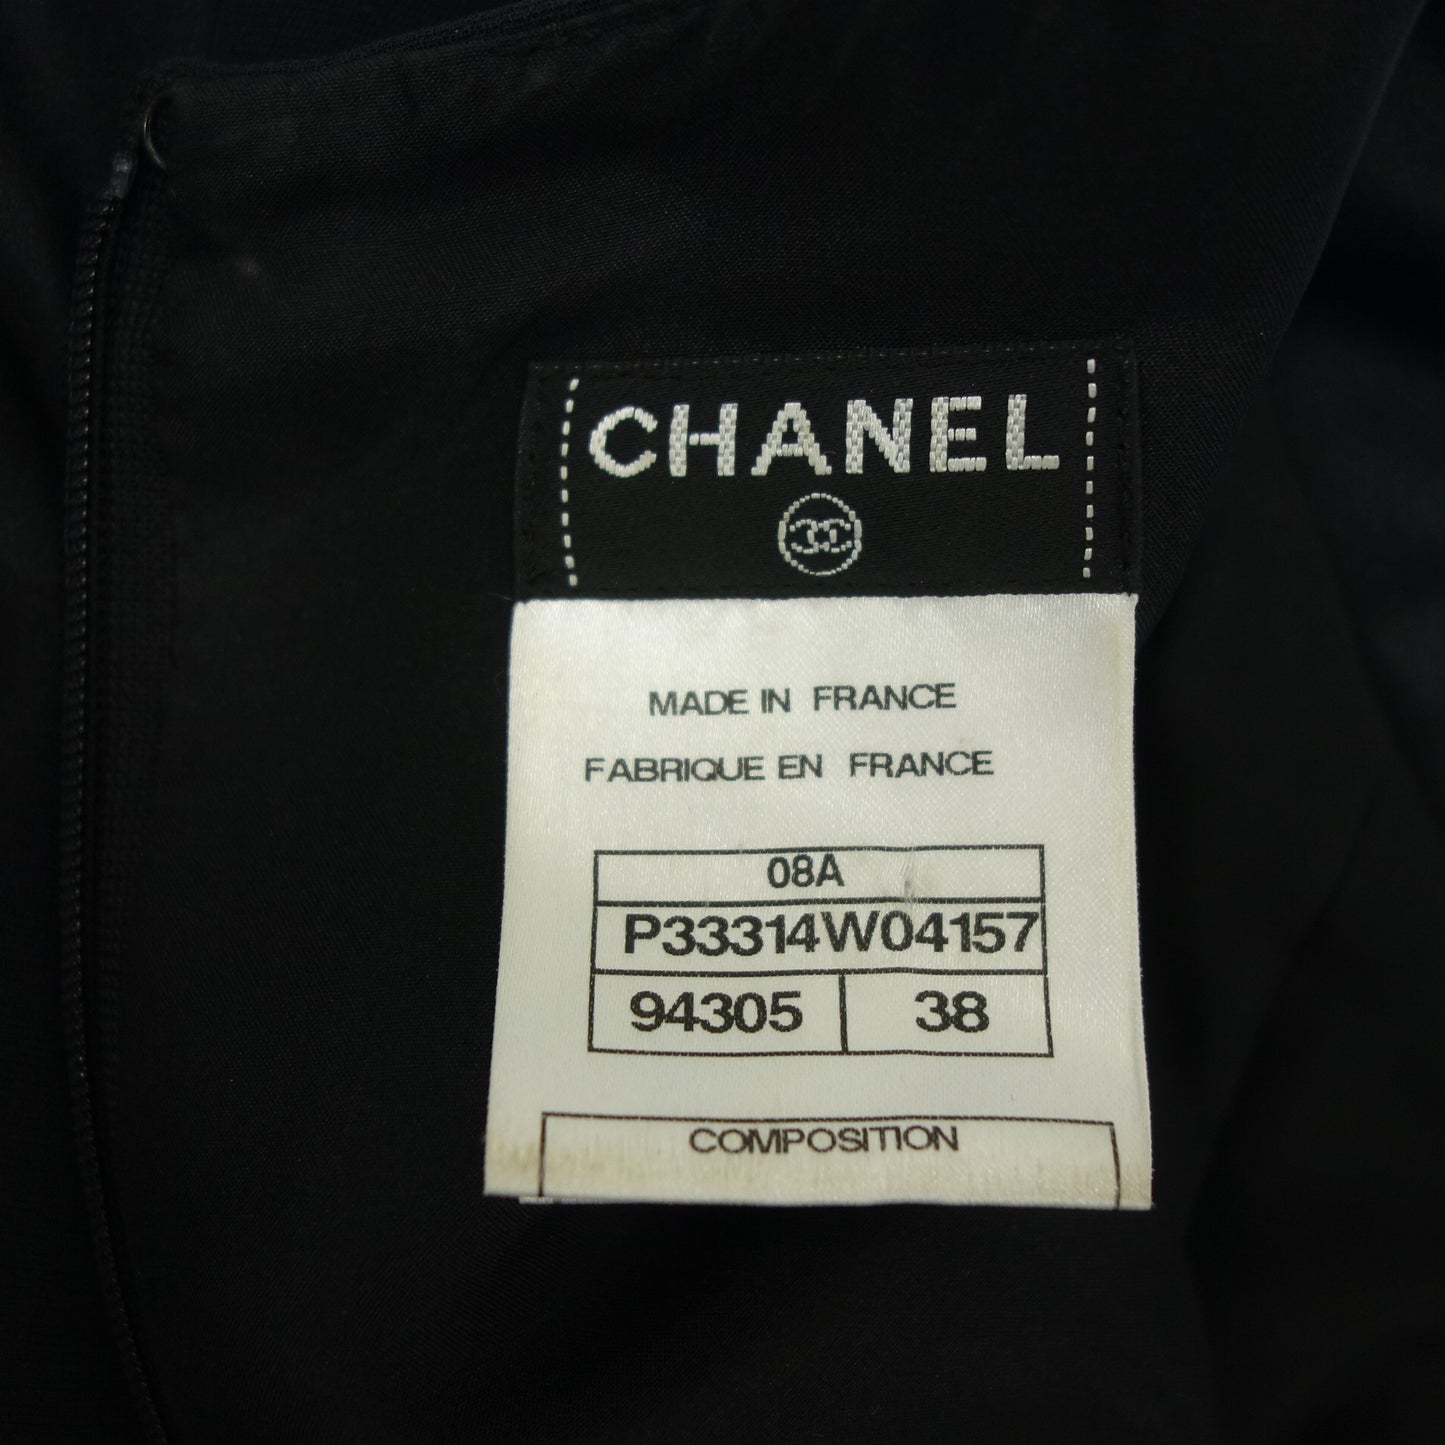 CHANEL
MADE IN FRANCE
FABRIQUE EN FRANCE
08A
P33314W04157
94305 38
COMPOSITION